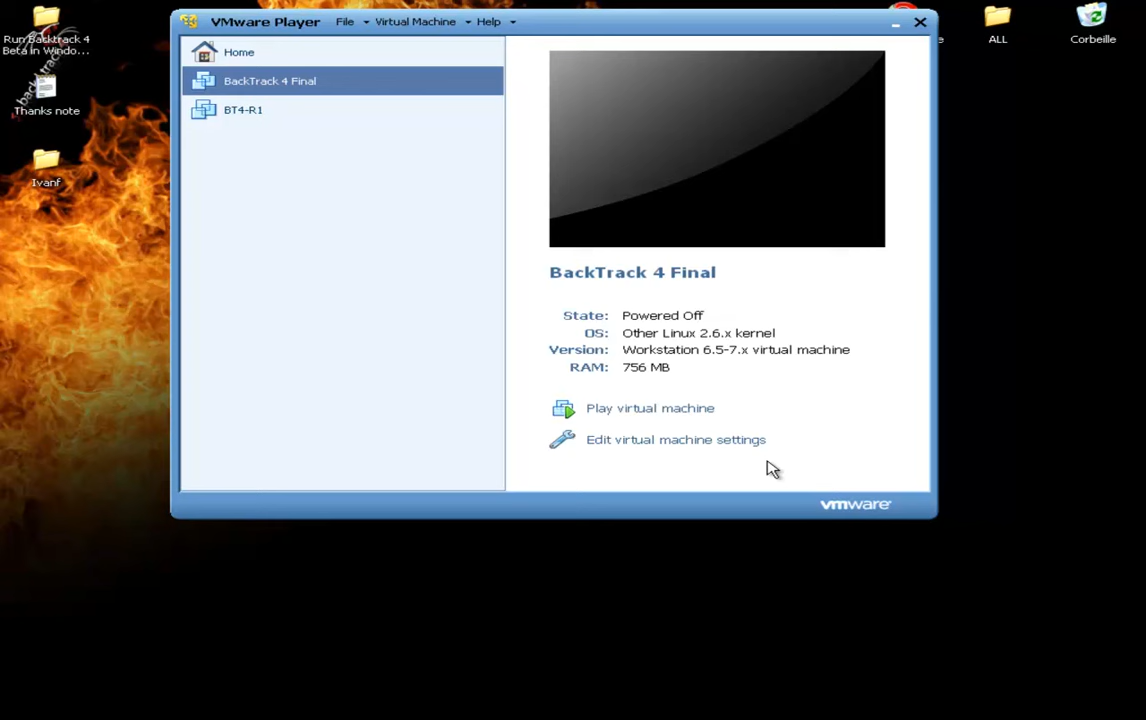 VMware Player File Virtual Machine Help
Run Backtrack 4
Beta in Windo...
Thanks note
Ivanf
ALL
Corbeille
Home
BackTrack 4 Final
BT4-R1
BackTrack 4 Final
State: Powered Off
OS: Other Linux 2.6.x kernel
Version: Workstation 6.5-7.x virtual machine
RAM: 756 MB
Play virtual machine
Edit virtual machine settings
vmware